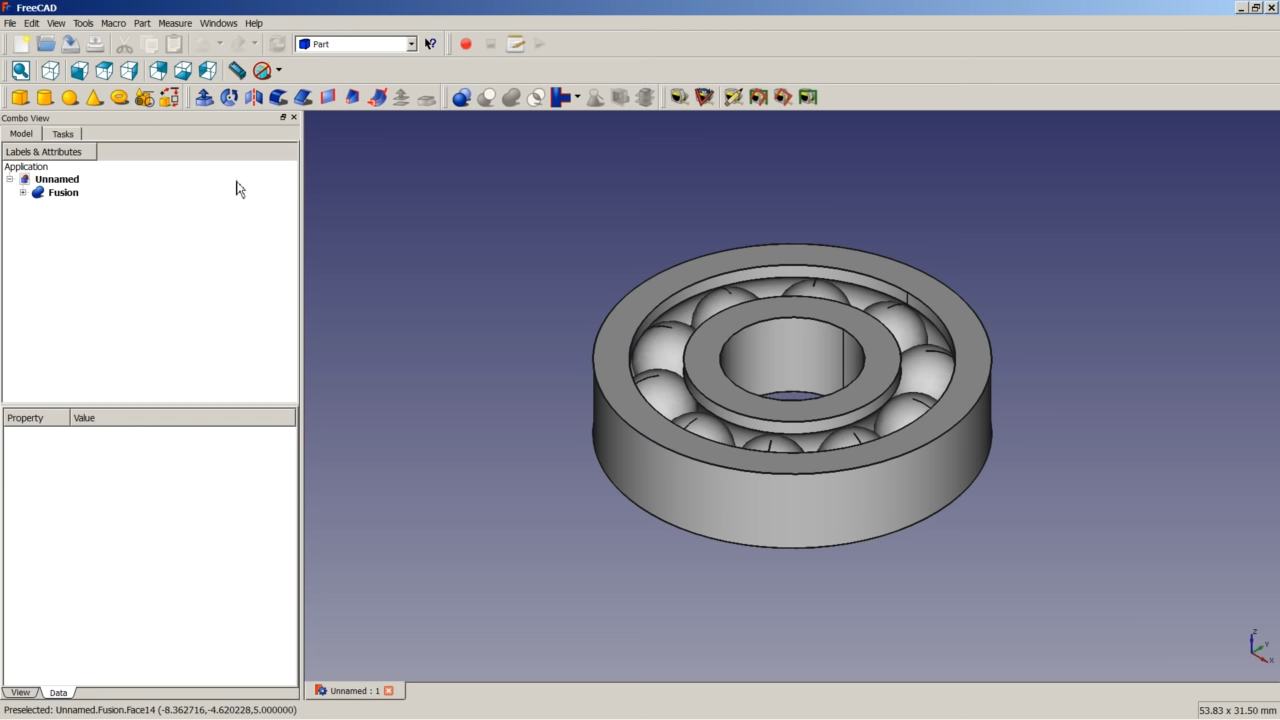 FreeCAD
File Edit View Tools Macro Part Measure Windows Help
Part
Combo View
Model Tasks
Labels & Attributes
Application
Unnamed
Fusion
Property Value
View Data
Unnamed : 1
Preselected: Unnamed.Fusion.Face14 (-8.362716,-4.620228,5.000000)
53.83 x 31.50 mm
Z
Y
X